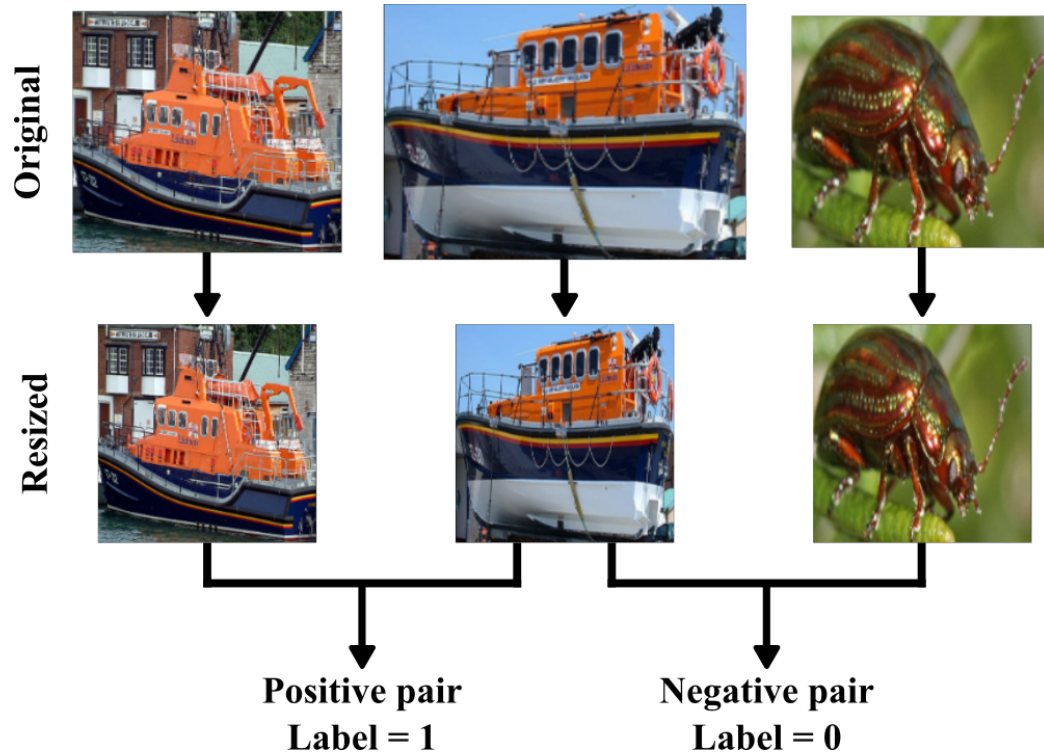 Original
Resized
Positive pair
Label = 1
Negative pair
Label = 0